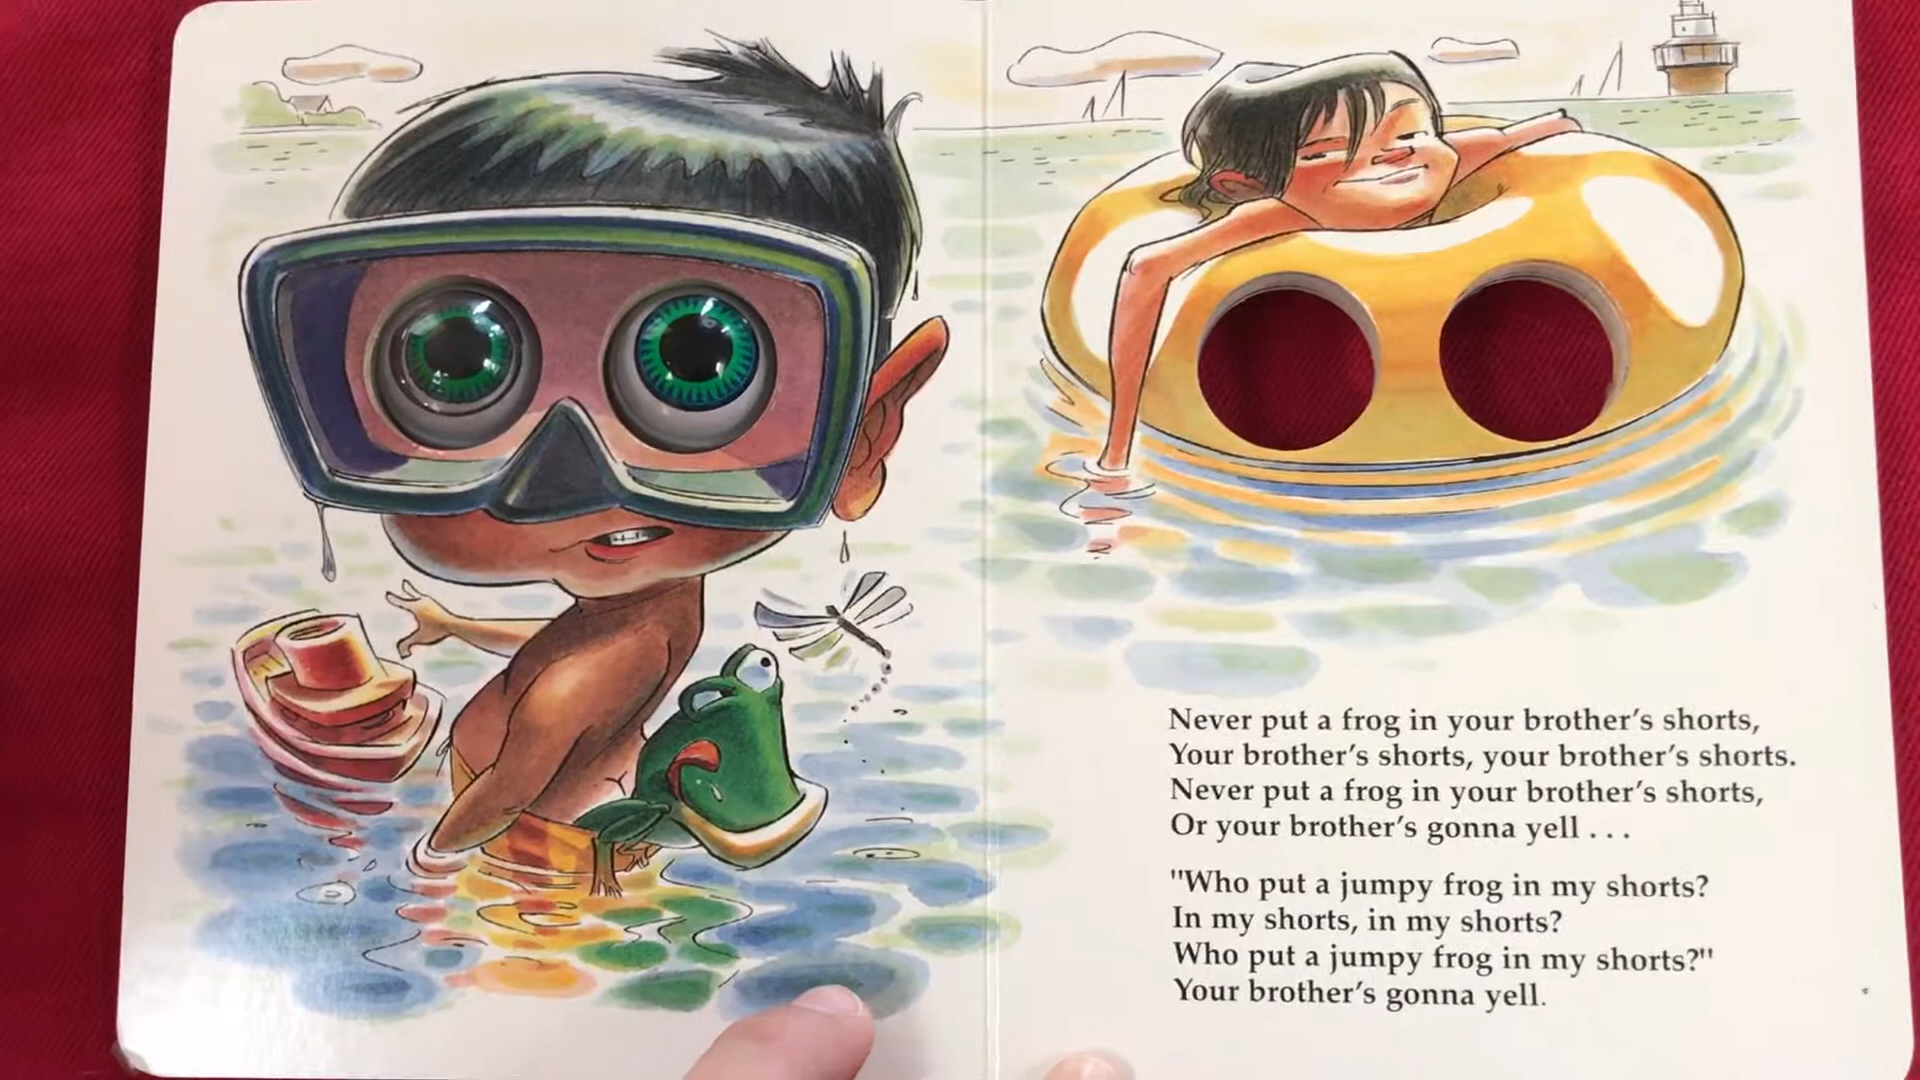 Never put a frog in your brother's shorts,
Your brother's shorts, your brother's shorts.
Never put a frog in your brother's shorts,
Or your brother's gonna yell . . .
"Who put a jumpy frog in my shorts?
In my shorts, in my shorts?
Who put a jumpy frog in my shorts?"
Your brother's gonna yell.